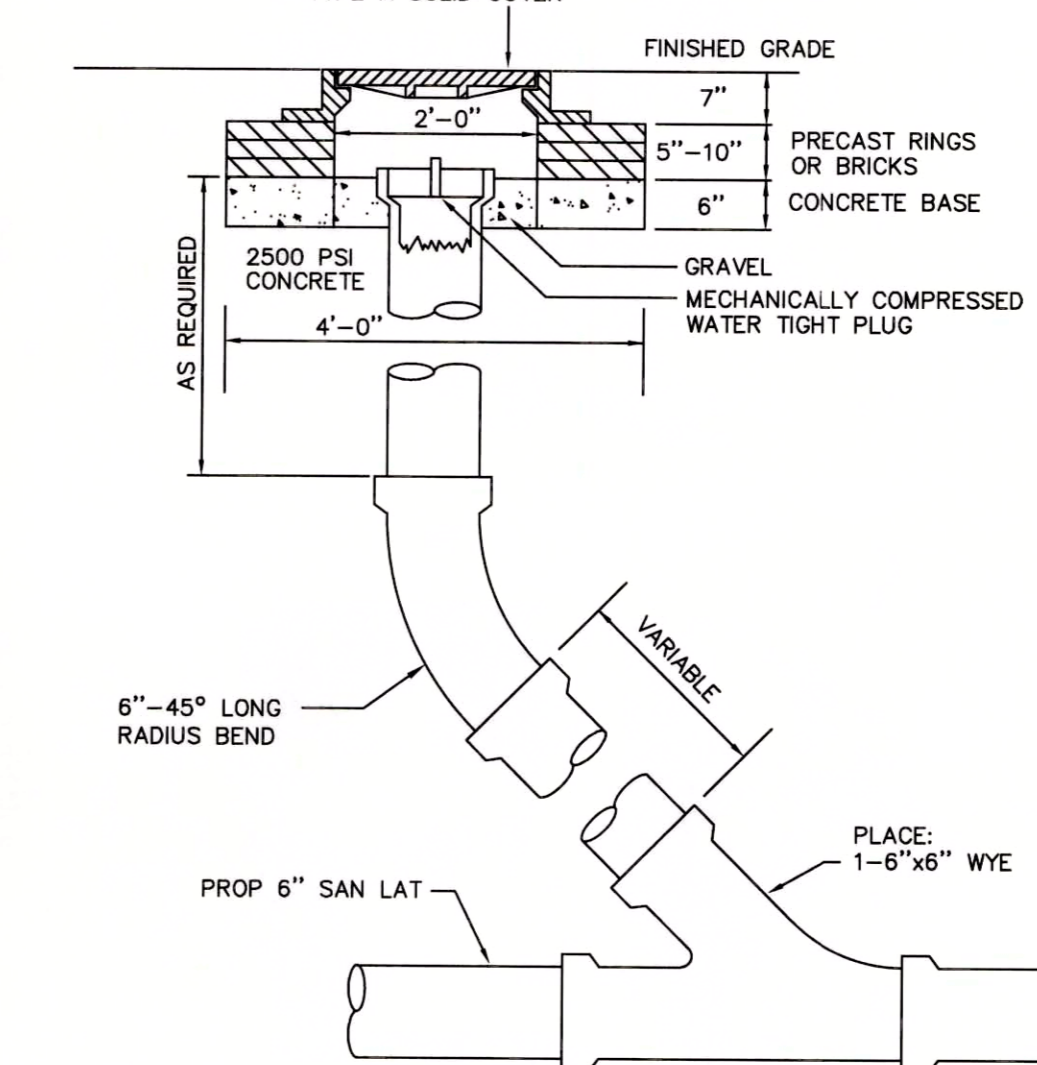 FINISHED GRADE
7"
2'-0"
5"-10"
PRECAST RINGS
OR BRICKS
6"
CONCRETE BASE
2500 PSI
CONCRETE
GRAVEL
MECHANICALLY COMPRESSED
WATER TIGHT PLUG
4'-0"
AS REQUIRED
VARIABLE
6"-45° LONG
RADIUS BEND
PLACE:
1-6"x6" WYE
PROP 6" SAN LAT